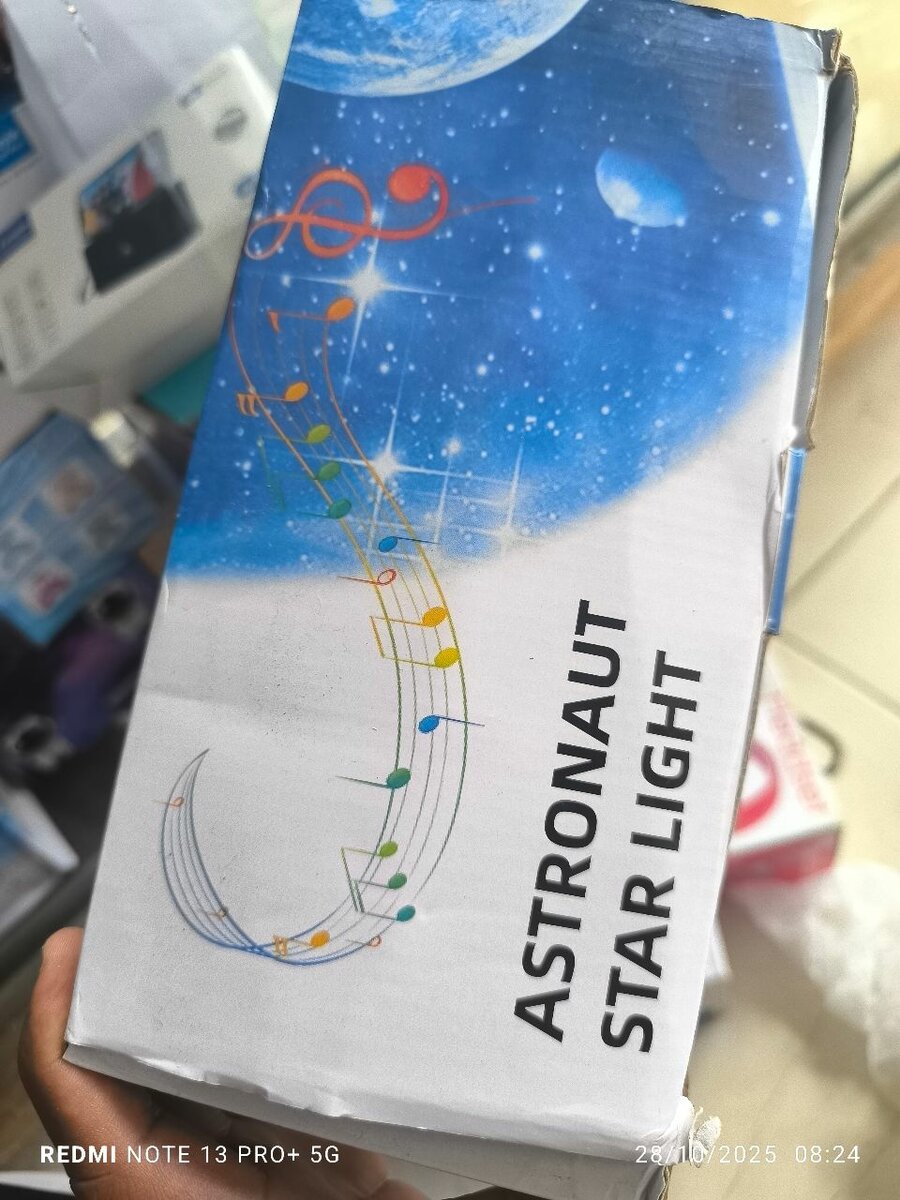 ASTRONAUT
STAR LIGHT
REDMI NOTE 13 PRO+ 5G
28/10/2025 08:24